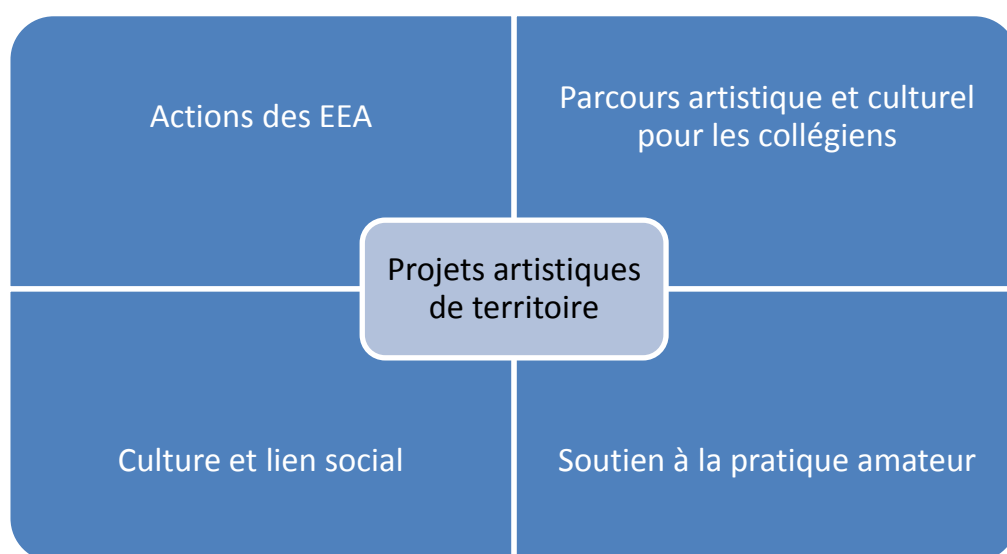 Actions des EEA
Parcours artistique et culturel
pour les collégiens
Projets artistiques
de territoire
Culture et lien social
Soutien à la pratique amateur